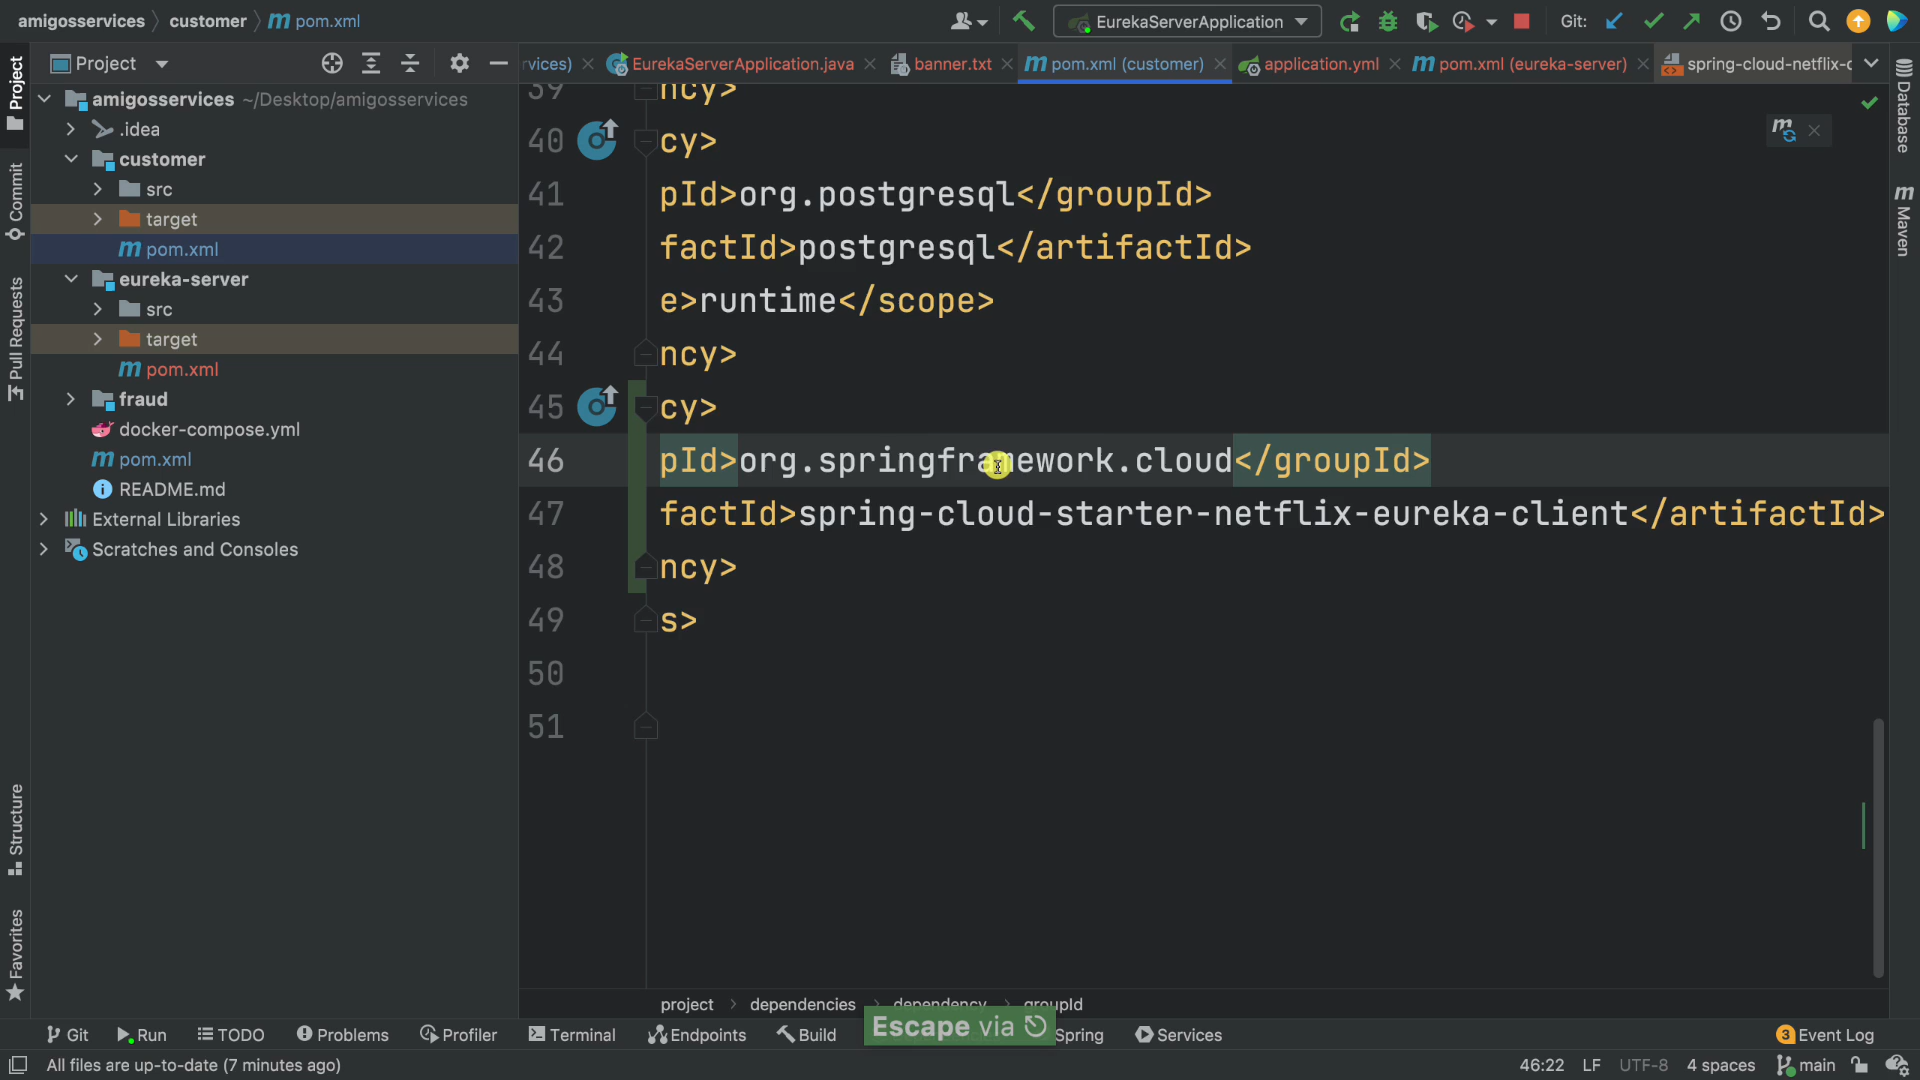 amigosservices customer m pom.xml
EurekaServerApplication
Git:
Project
rvices) EurekaServerApplication.java banner.txt m pom.xml (customer) application.yml m pom.xml (eureka-server) spring-cloud-netflix-c
Project
Commit
Pull Requests
Structure
Favorites
amigosservices ~/Desktop/amigosservices
.idea
customer
src
target
m pom.xml
eureka-server
src
target
m pom.xml
fraud
docker-compose.yml
m pom.xml
README.md
External Libraries
Scratches and Consoles
39 ncy>
40 cy>
41 pId>org.postgresql</groupId>
42 factId>postgresql</artifactId>
43 e>runtime</scope>
44 ncy>
45 cy>
46 pId>org.springframework.cloud</groupId>
47 factId>spring-cloud-starter-netflix-eureka-client</artifactId>
48 ncy>
49 s>
50
51
m
Database
m Maven
project dependencies dependency groupId
Git Run TODO Problems Profiler Terminal Endpoints Build Spring Services
Escape via
3 Event Log
All files are up-to-date (7 minutes ago)
46:22 LF UTF-8 4 spaces main